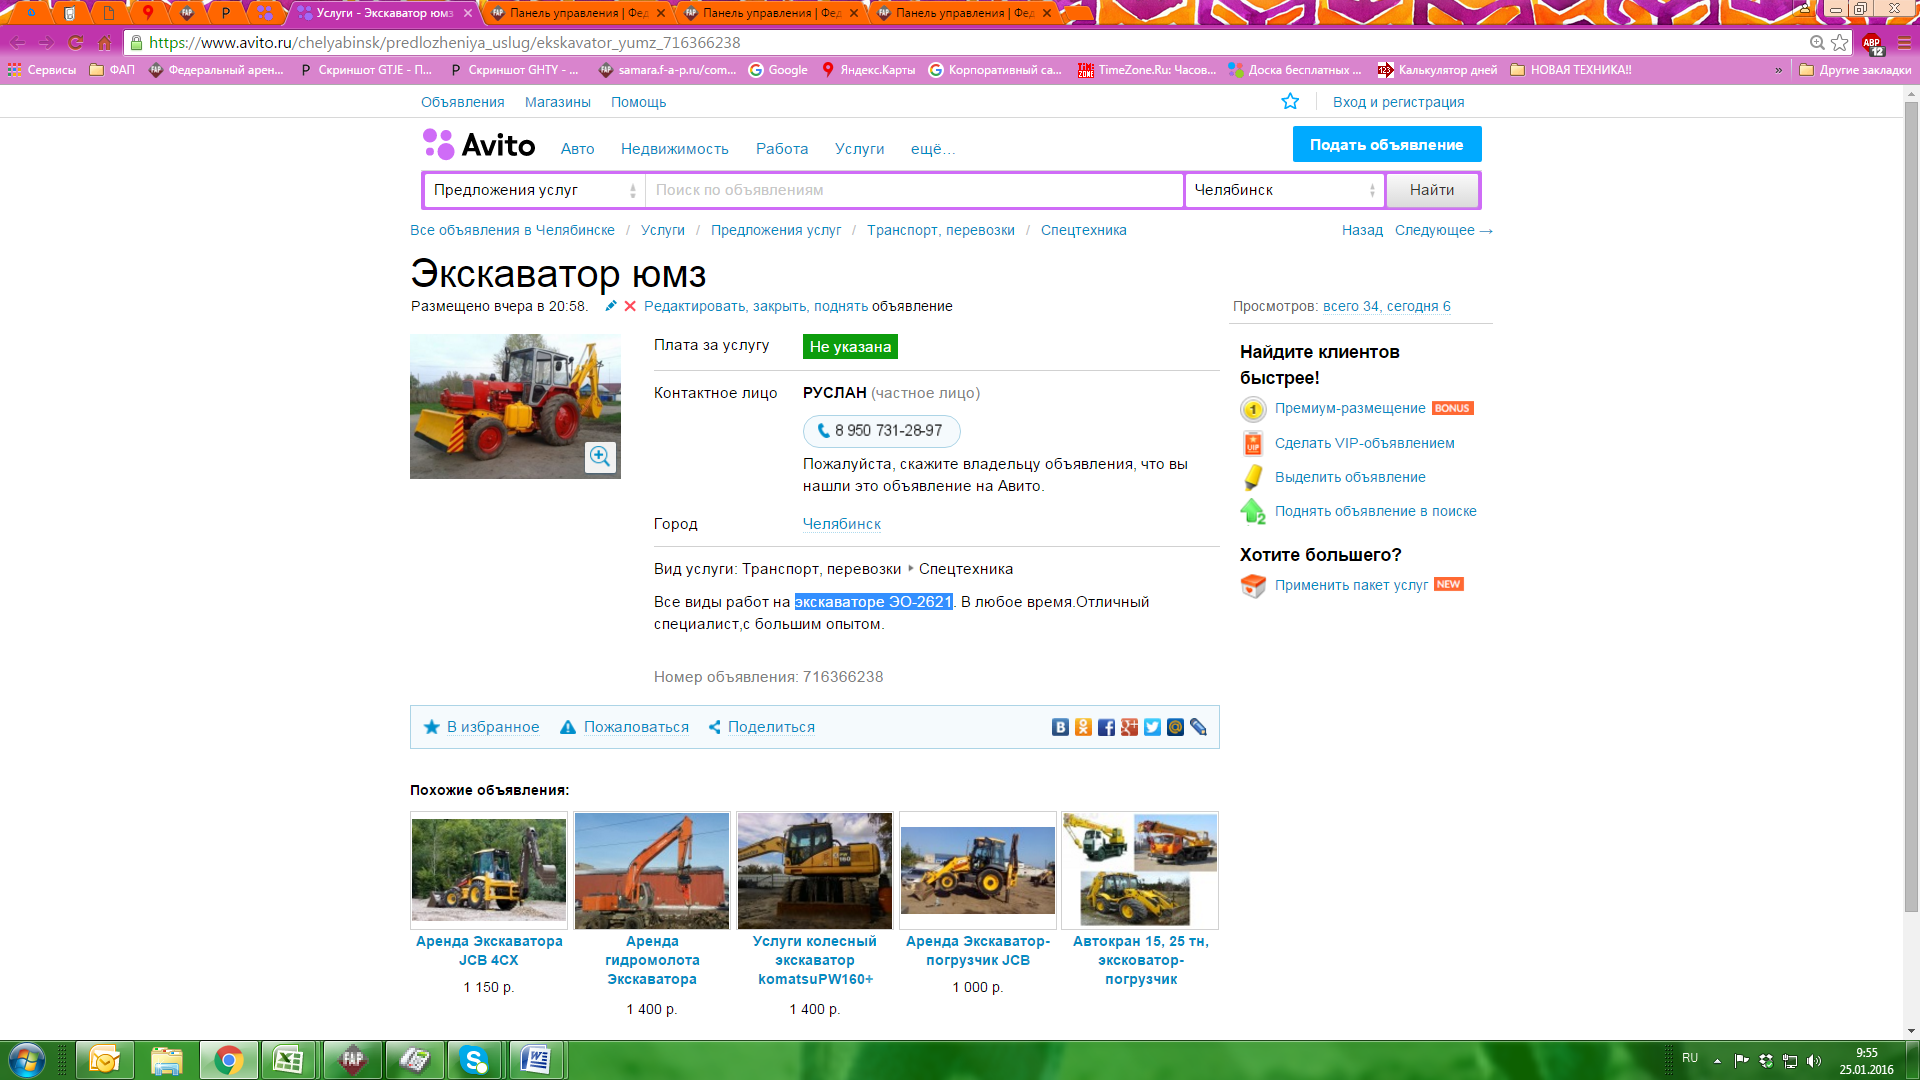 Услуги - Экскаватор юмз
Панель управления | Фед
Панель управления | Фед
Панель управления | Фед
https://www.avito.ru/chelyabinsk/predlozheniya_uslug/ekskavator_yumz_716366238
ABP
12
Сервисы
ФАП
Федеральный арен...
Скриншот GTJE - П...
Скриншот GHTY - ...
samara.f-a-p.ru/com...
Google
Яндекс.Карты
Корпоративный са...
TimeZone.Ru: Часов...
Доска бесплатных ...
Калькулятор дней
НОВАЯ ТЕХНИКА!!
»
Другие закладки
Объявления Магазины Помощь
Вход и регистрация
Avito
Авто Недвижимость Работа Услуги ещё...
Подать объявление
Предложения услуг
Поиск по объявлениям
Челябинск
Найти
Все объявления в Челябинске / Услуги / Предложения услуг / Транспорт, перевозки / Спецтехника
Назад Следующее →
Экскаватор юмз
Размещено вчера в 20:58. Редактировать, закрыть, поднять объявление
Просмотров: всего 34, сегодня 6
Плата за услугу Не указана
Контактное лицо РУСЛАН (частное лицо)
8 950 731-28-97
Пожалуйста, скажите владельцу объявления, что вы
нашли это объявление на Авито.
Город Челябинск
Вид услуги: Транспорт, перевозки ▸ Спецтехника
Все виды работ на экскаваторе ЭО-2621. В любое время.Отличный
специалист,с большим опытом.
Номер объявления: 716366238
Найдите клиентов
быстрее!
Премиум-размещение BONUS
Сделать VIP-объявлением
Выделить объявление
Поднять объявление в поиске
Хотите большего?
Применить пакет услуг NEW
В избранное Пожаловаться Поделиться
Похожие объявления:
Аренда Экскаватора
JCB 4CX
1 150 р.
Аренда
гидромолота
Экскаватора
1 400 р.
Услуги колесный
экскаватор
komatsuPW160+
1 400 р.
Аренда Экскаватор-
погрузчик JCB
1 000 р.
Автокран 15, 25 тн,
эксковатор-
погрузчик
FAP
RU
9:55
25.01.2016